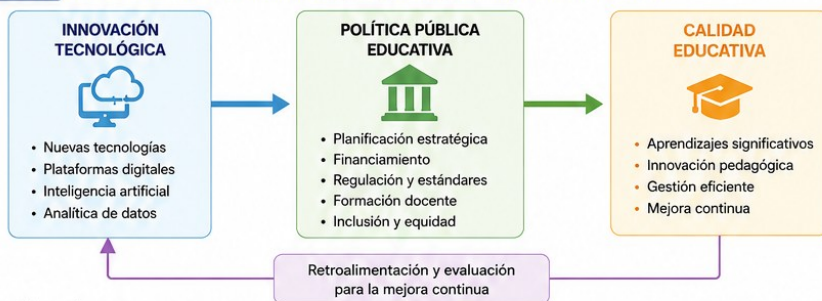 INNOVACIÓN
TECNOLÓGICA
• Nuevas tecnologías
• Plataformas digitales
• Inteligencia artificial
• Analítica de datos
POLÍTICA PÚBLICA
EDUCATIVA
• Planificación estratégica
• Financiamiento
• Regulación y estándares
• Formación docente
• Inclusión y equidad
CALIDAD
EDUCATIVA
• Aprendizajes significativos
• Innovación pedagógica
• Gestión eficiente
• Mejora continua
Retroalimentación y evaluación
para la mejora continua